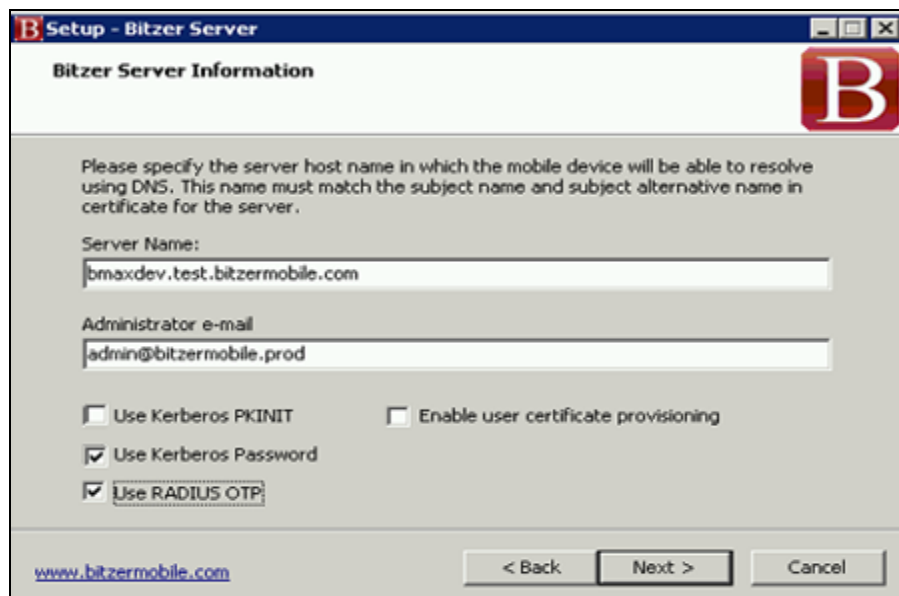 B Setup - Bitzer Server
Bitzer Server Information
B
Please specify the server host name in which the mobile device will be able to resolve
using DNS. This name must match the subject name and subject alternative name in
certificate for the server.
Server Name:
bmaxdev.test.bitzermobile.com
Administrator e-mail
admin@bitzermobile.prod
Use Kerberos PKINIT Enable user certificate provisioning
Use Kerberos Password
Use RADIUS OTP
www.bitzermobile.com < Back Next > Cancel